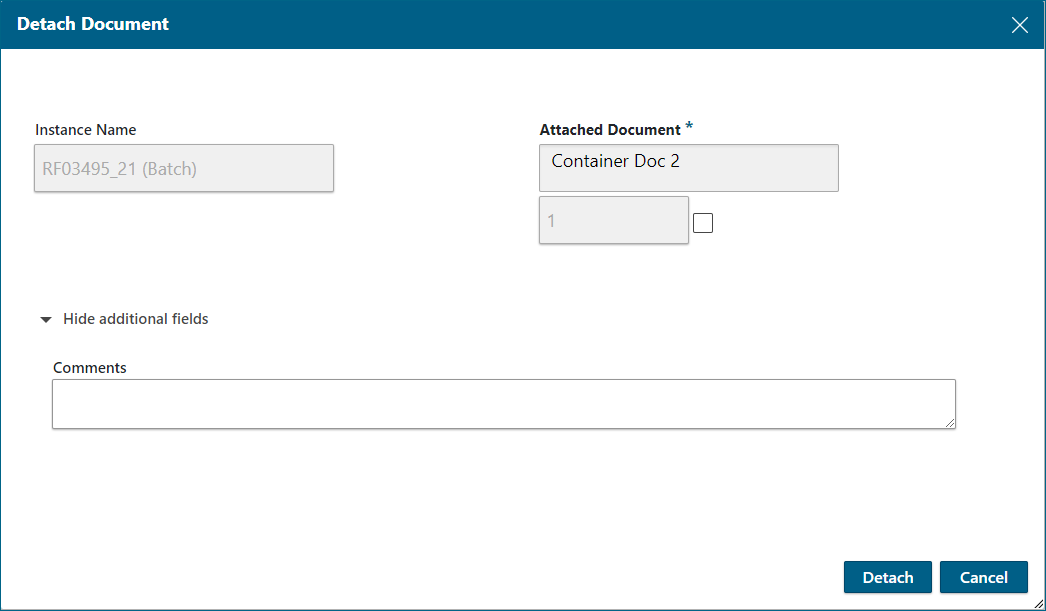 Detach Document
Instance Name
RF03495_21 (Batch)
Attached Document *
Container Doc 2
1
Hide additional fields
Comments
Detach
Cancel